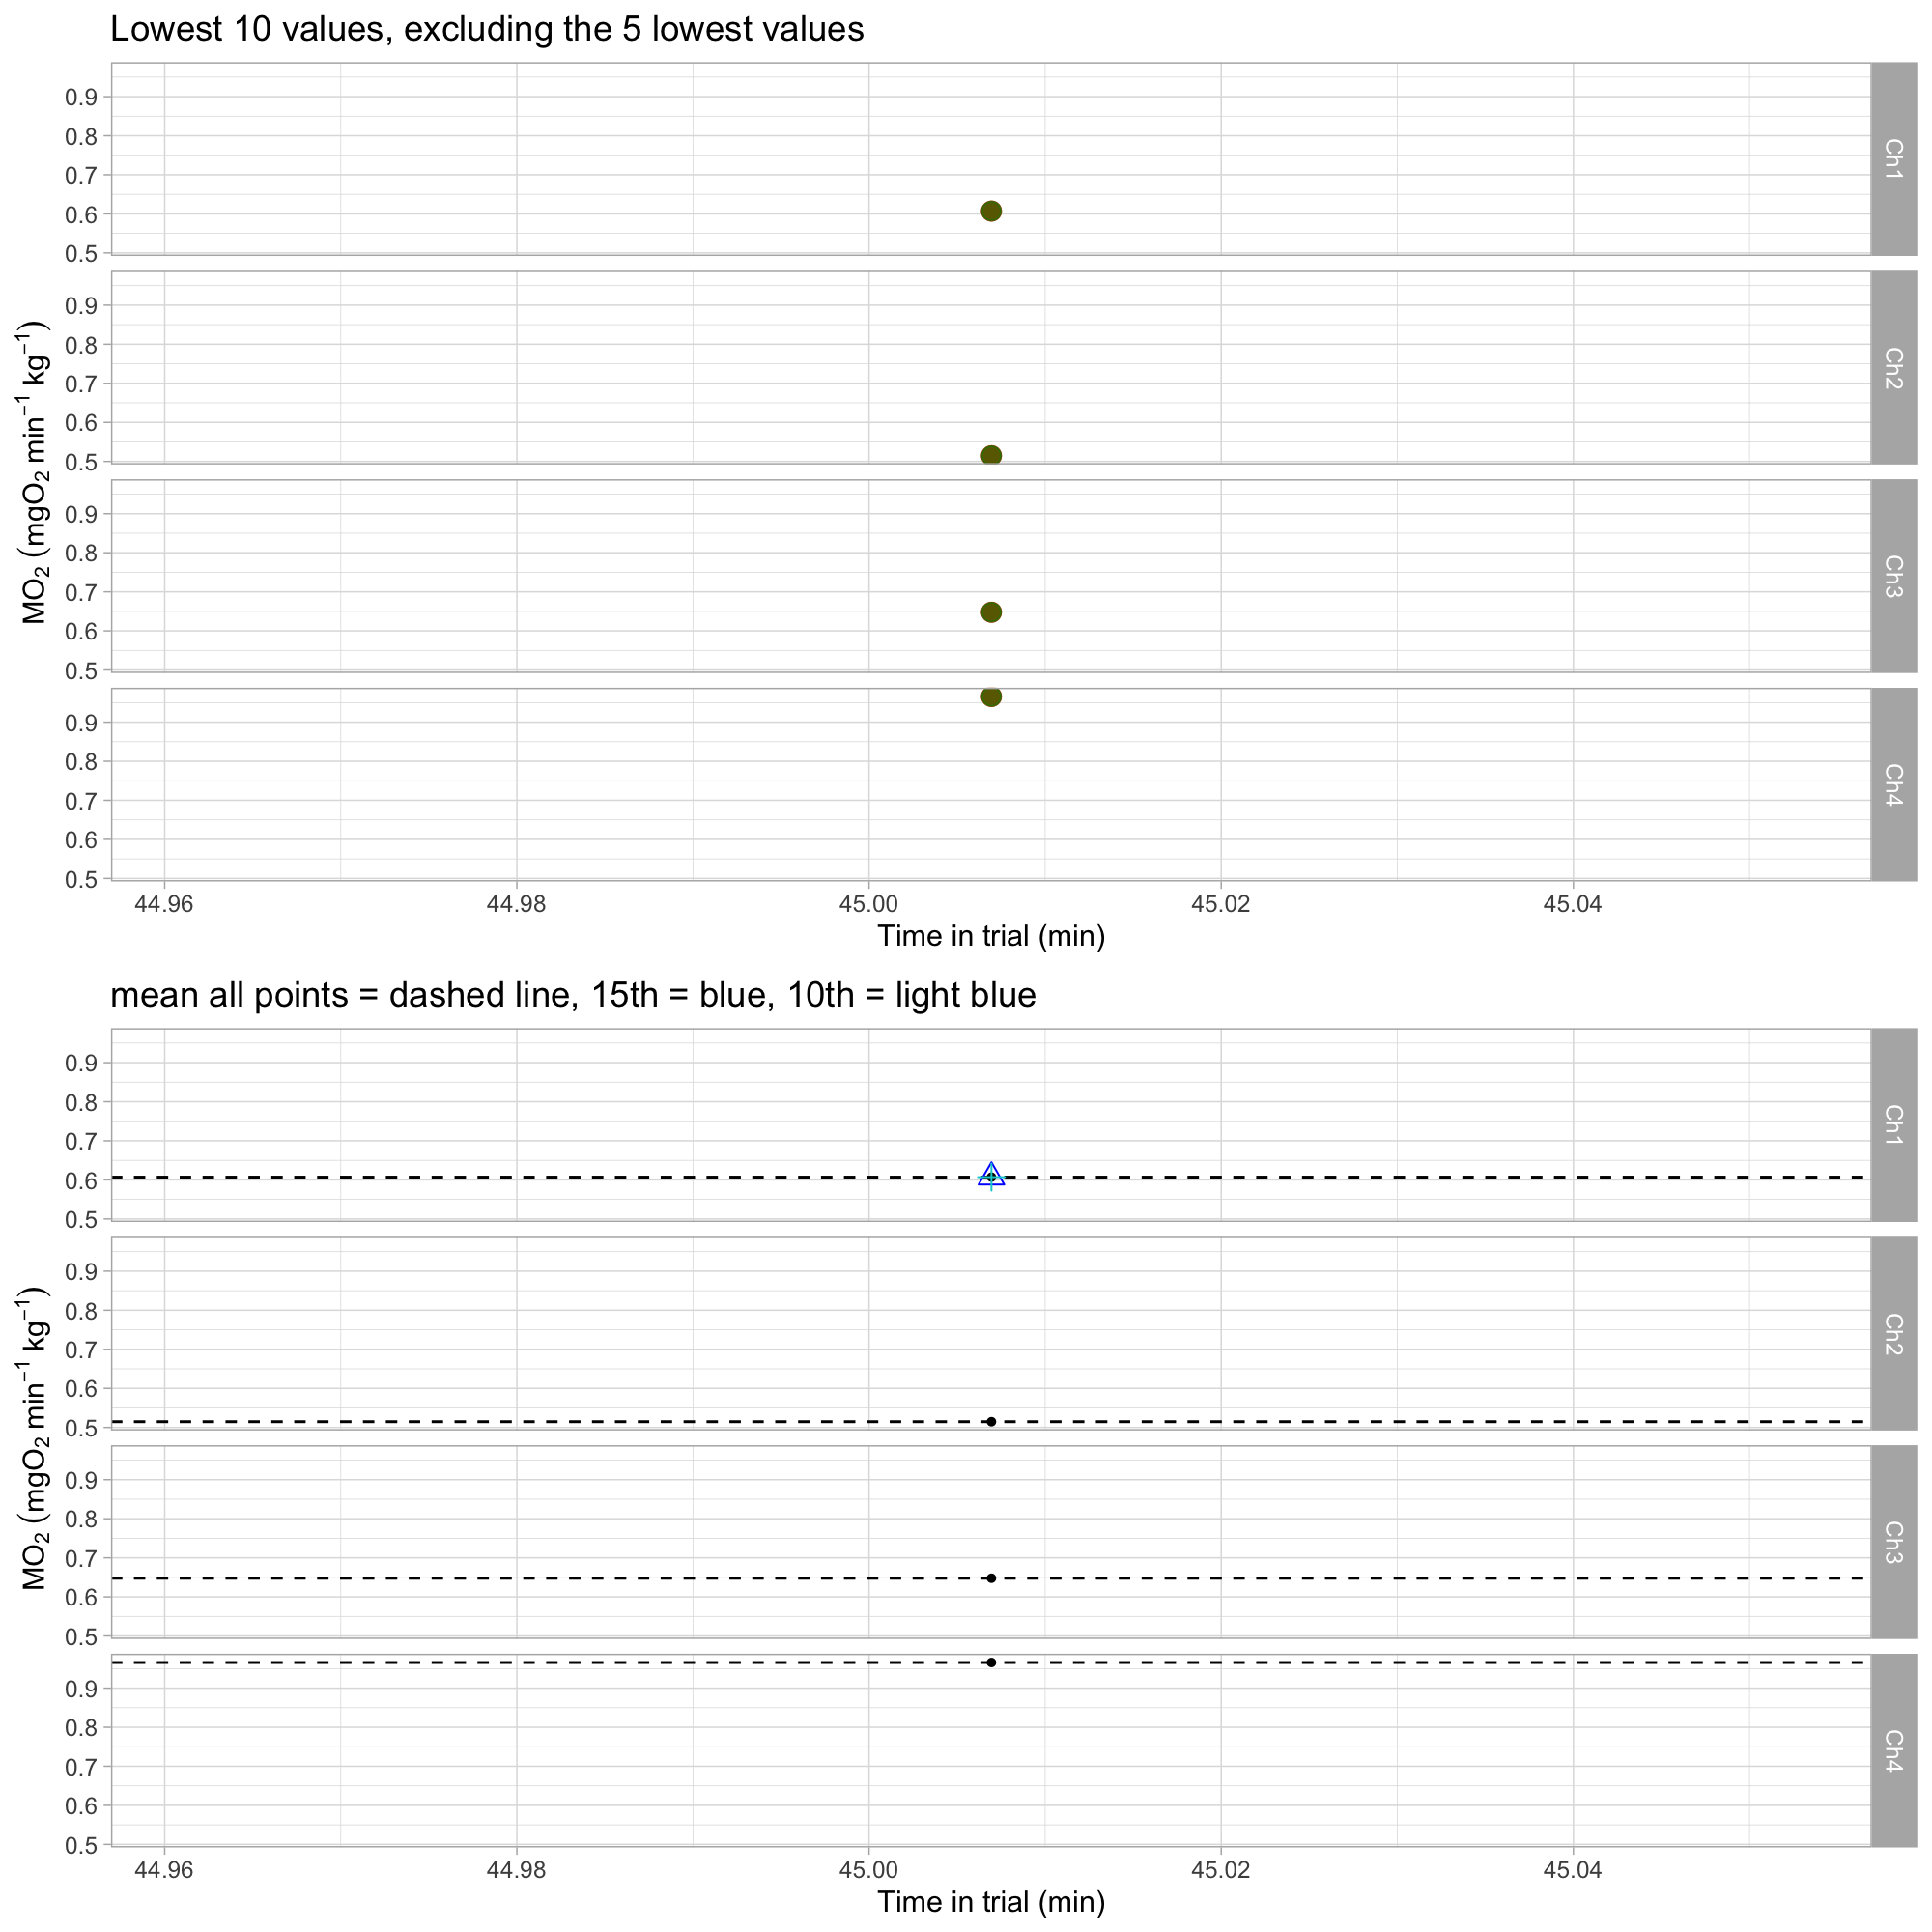 Lowest 10 values, excluding the 5 lowest values
MO₂ (mgO₂ min⁻¹ kg⁻¹)
0.9
0.8
0.7
0.6
0.5
Ch1
0.9
0.8
0.7
0.6
0.5
Ch2
0.9
0.8
0.7
0.6
0.5
Ch3
0.9
0.8
0.7
0.6
0.5
Ch4
44.96 44.98 45.00 45.02 45.04
Time in trial (min)
mean all points = dashed line, 15th = blue, 10th = light blue
MO₂ (mgO₂ min⁻¹ kg⁻¹)
0.9
0.8
0.7
0.6
0.5
Ch1
0.9
0.8
0.7
0.6
0.5
Ch2
0.9
0.8
0.7
0.6
0.5
Ch3
0.9
0.8
0.7
0.6
0.5
Ch4
44.96 44.98 45.00 45.02 45.04
Time in trial (min)